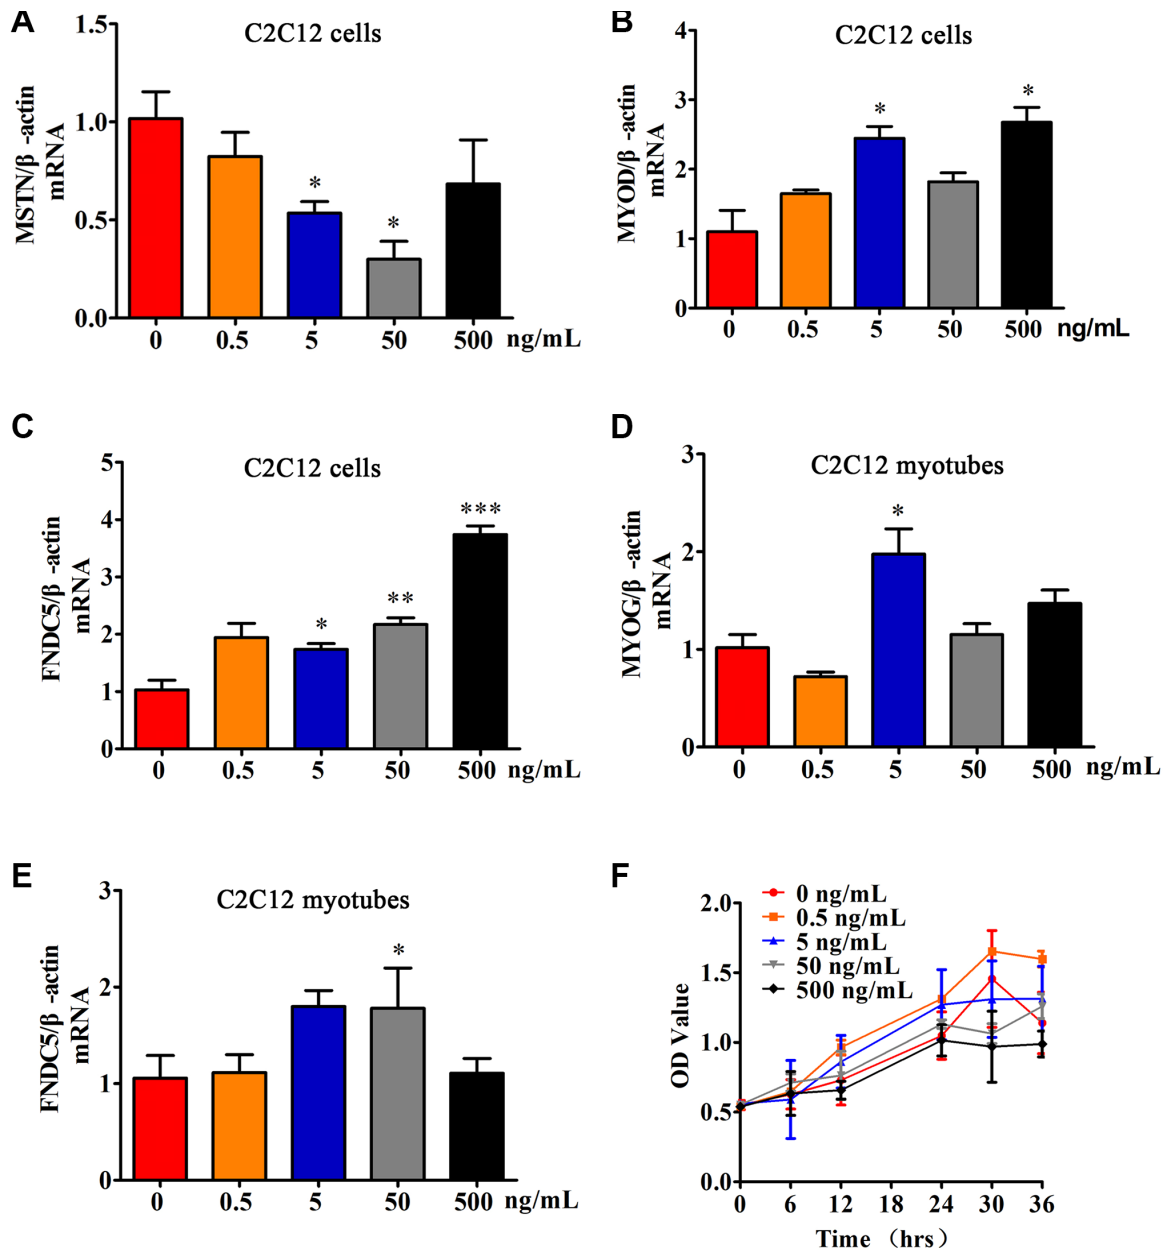 A
C2C12 cells
MSTN/β -actin
mRNA
1.5
1.0
0.5
0.0
*
*
0 0.5 5 50 500 ng/mL
B
C2C12 cells
MYOD/β -actin
mRNA
4
3
2
1
0
*
*
0 0.5 5 50 500 ng/mL
C
C2C12 cells
FNDC5/β -actin
mRNA
5
4
3
2
1
0
*
**
***
0 0.5 5 50 500 ng/mL
D
C2C12 myotubes
MYOG/β -actin
mRNA
3
2
1
0
*
0 0.5 5 50 500 ng/mL
E
C2C12 myotubes
FNDC5/β -actin
mRNA
3
2
1
0
*
0 0.5 5 50 500 ng/mL
F
0 ng/mL
0.5 ng/mL
5 ng/mL
50 ng/mL
500 ng/mL
OD Value
2.0
1.5
1.0
0.5
0.0
0 6 12 18 24 30 36
Time （hrs）